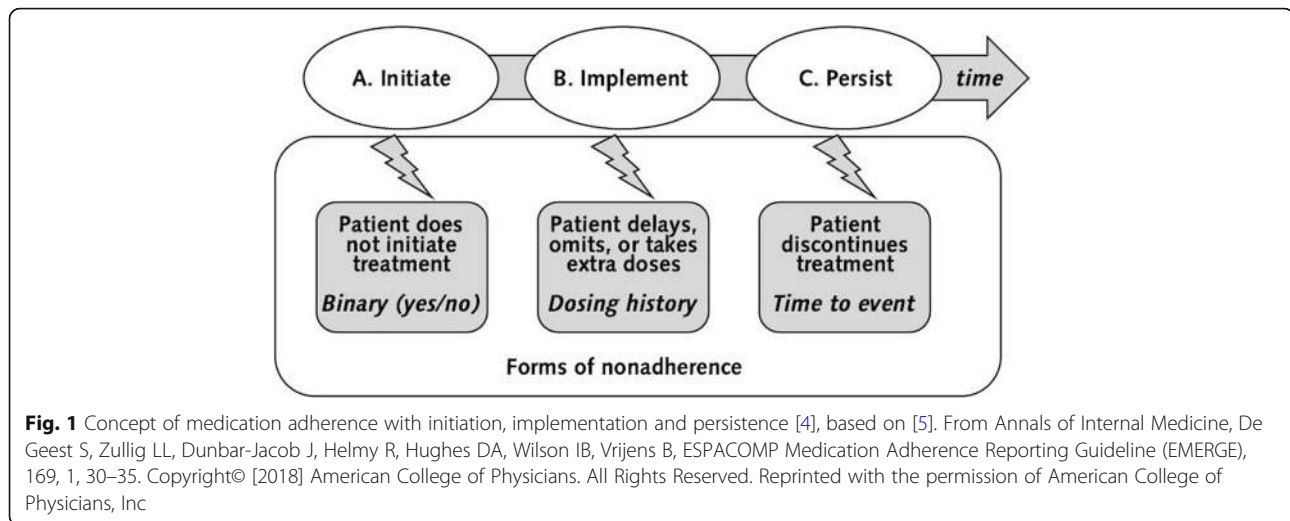 A. Initiate
B. Implement
C. Persist
time
Patient does
not initiate
treatment
Binary (yes/no)
Patient delays,
omits, or takes
extra doses
Dosing history
Patient
discontinues
treatment
Time to event
Forms of nonadherence
Fig. 1 Concept of medication adherence with initiation, implementation and persistence [4], based on [5]. From Annals of Internal Medicine, De
Geest S, Zullig LL, Dunbar-Jacob J, Helmy R, Hughes DA, Wilson IB, Vrijens B, ESPACOMP Medication Adherence Reporting Guideline (EMERGE),
169, 1, 30–35. Copyright© [2018] American College of Physicians. All Rights Reserved. Reprinted with the permission of American College of
Physicians, Inc